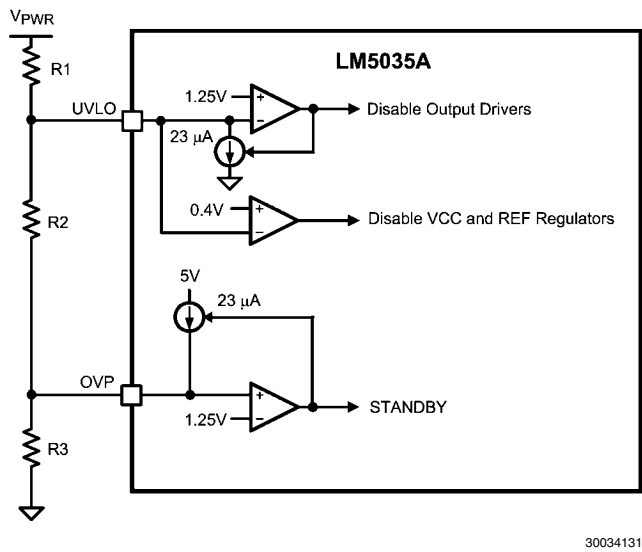 VPWR
R1
LM5035A
UVLO
1.25V
+
−
Disable Output Drivers
23 μA
R2
0.4V
+
−
Disable VCC and REF Regulators
5V
23 μA
OVP
+
1.25V
−
STANDBY
R3
30034131